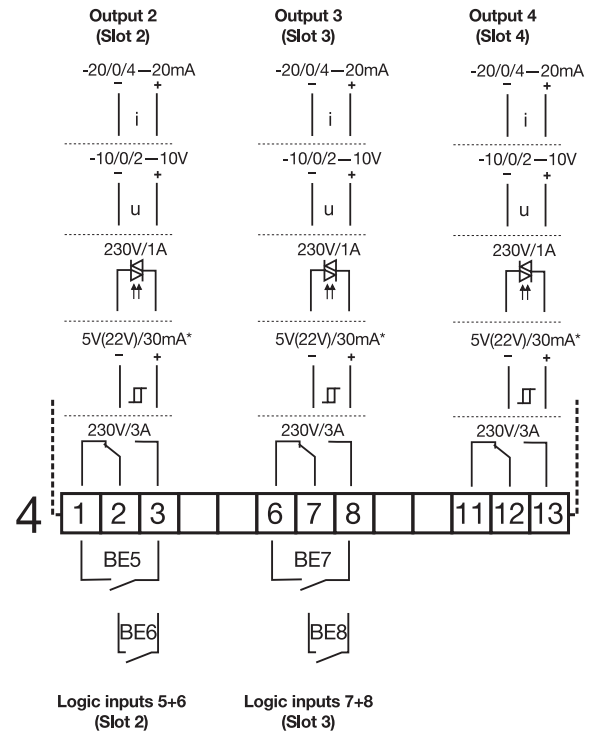 Output 2 Output 3 Output 4
(Slot 2) (Slot 3) (Slot 4)
-20/0/4—20mA -20/0/4—20mA -20/0/4—20mA
− + − + − +
i i i
-10/0/2—10V -10/0/2—10V -10/0/2—10V
− + − + − +
u u u
230V/1A 230V/1A 230V/1A
5V(22V)/30mA* 5V(22V)/30mA* 5V(22V)/30mA*
− + − + − +
230V/3A 230V/3A 230V/3A
4 1 2 3 6 7 8 11 12 13
BE5 BE7
BE6 BE8
Logic inputs 5+6 Logic inputs 7+8
(Slot 2) (Slot 3)